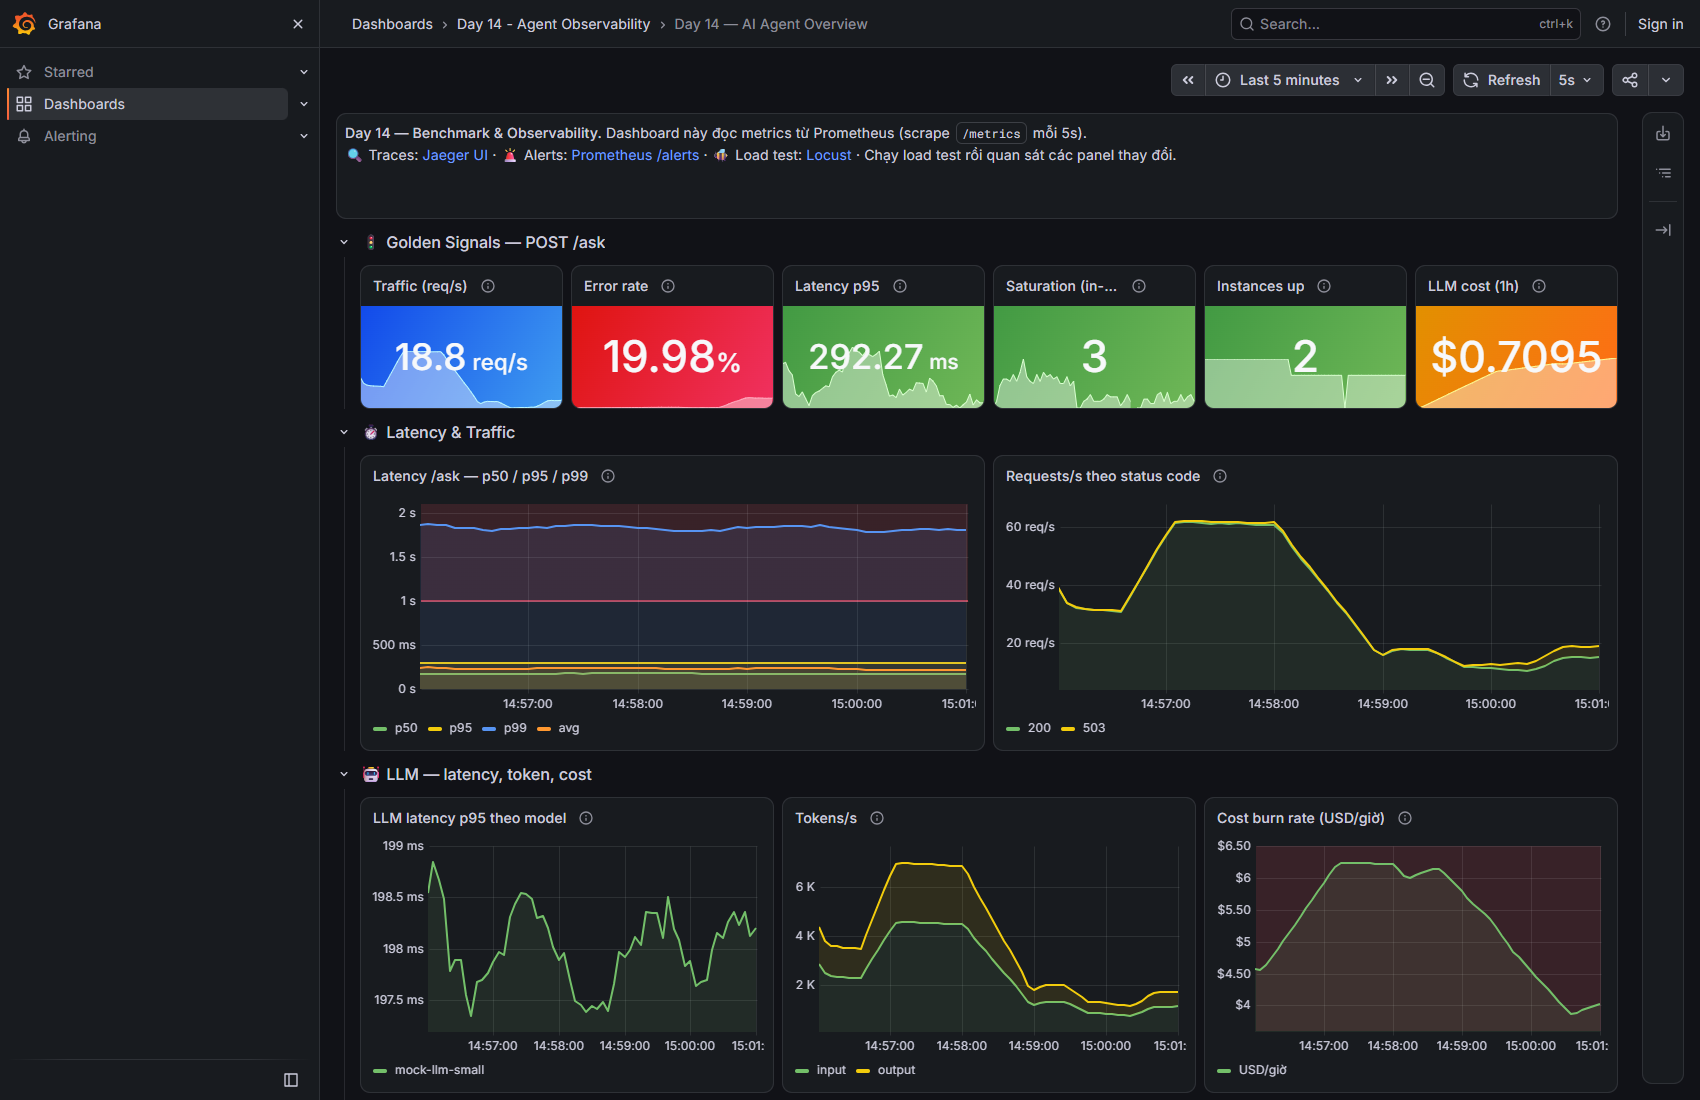 Grafana
Dashboards › Day 14 - Agent Observability › Day 14 — AI Agent Overview
Search...
ctrl+k
Sign in
Starred
Dashboards
Alerting
Last 5 minutes
Refresh
5s
Day 14 — Benchmark & Observability. Dashboard này đọc metrics từ Prometheus (scrape /metrics mỗi 5s).
Traces: Jaeger UI · Alerts: Prometheus /alerts · Load test: Locust · Chạy load test rồi quan sát các panel thay đổi.
Golden Signals — POST /ask
Traffic (req/s)
18.8 req/s
Error rate
19.98%
Latency p95
292.27 ms
Saturation (in-...
3
Instances up
2
LLM cost (1h)
$0.7095
Latency & Traffic
Latency /ask — p50 / p95 / p99
2 s
1.5 s
1 s
500 ms
0 s
14:57:00 14:58:00 14:59:00 15:00:00 15:01:
p50 p95 p99 avg
Requests/s theo status code
60 req/s
40 req/s
20 req/s
14:57:00 14:58:00 14:59:00 15:00:00 15:01:
200 503
LLM — latency, token, cost
LLM latency p95 theo model
199 ms
198.5 ms
198 ms
197.5 ms
14:57:00 14:58:00 14:59:00 15:00:00 15:01:
mock-llm-small
Tokens/s
6 K
4 K
2 K
14:57:00 14:58:00 14:59:00 15:00:00 15:01:
input output
Cost burn rate (USD/giờ)
$6.50
$6
$5.50
$5
$4.50
$4
14:57:00 14:58:00 14:59:00 15:00:00 15:01:
USD/giờ